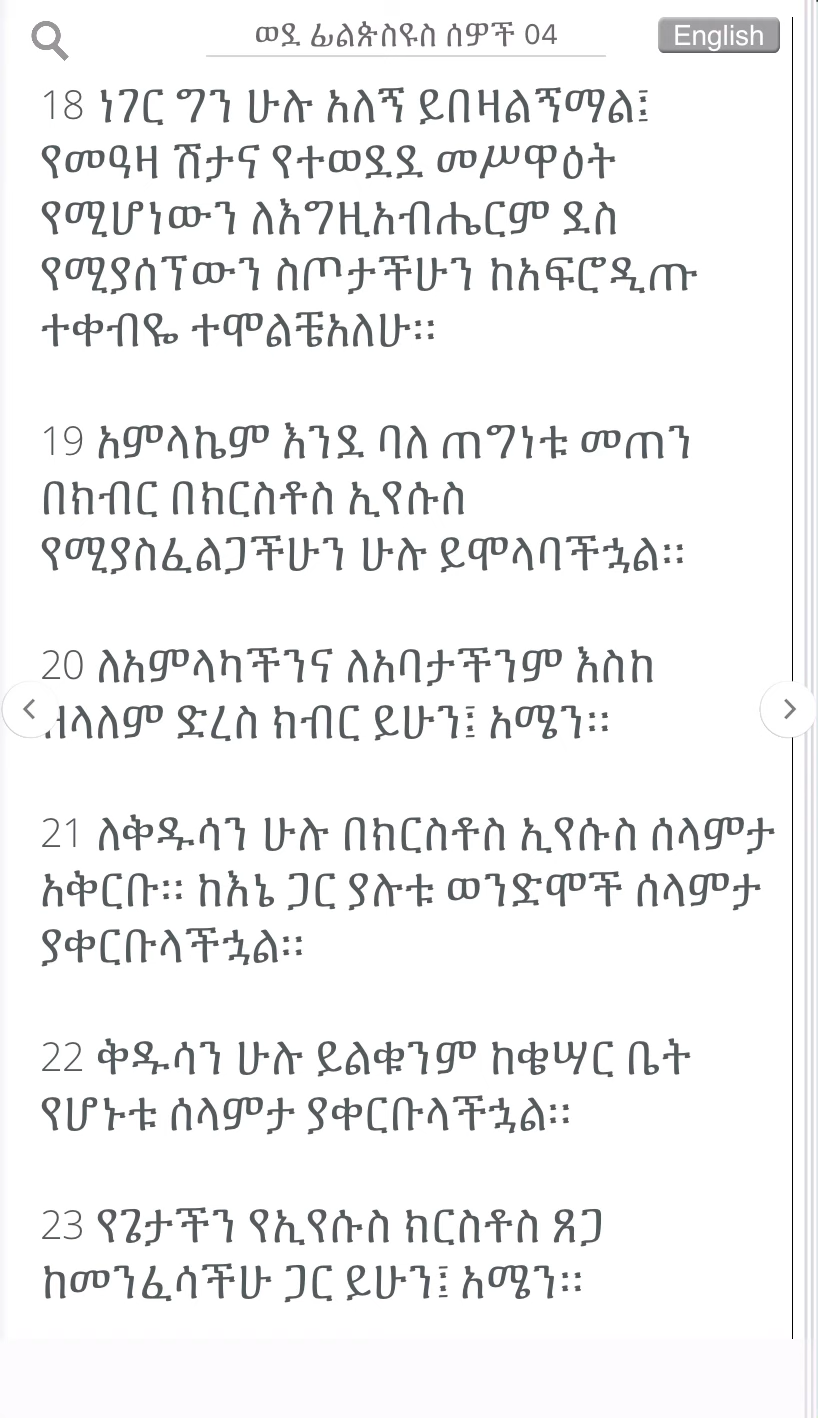 ወደ ፊልጵስዩስ ሰዎች 04
English
18 ነገር ግን ሁሉ አለኝ ይበዛልኝማል፤
የመዓዛ ሽታና የተወደደ መሥዋዕት
የሚሆነውን ለእግዚአብሔርም ደስ
የሚያሰኘውን ስጦታችሁን ከአፍሮዲጡ
ተቀብዬ ተሞልቼአለሁ።
19 አምላኬም እንደ ባለ ጠግነቱ መጠን
በክብር በክርስቶስ ኢየሱስ
የሚያስፈልጋችሁን ሁሉ ይሞላባችኋል።
20 ለአምላካችንና ለአባታችንም እስከ
ዘላለም ድረስ ክብር ይሁን፤ አሜን።
21 ለቅዱሳን ሁሉ በክርስቶስ ኢየሱስ ሰላምታ
አቅርቡ። ከእኔ ጋር ያሉቱ ወንድሞች ሰላምታ
ያቀርቡላችኋል።
22 ቅዱሳን ሁሉ ይልቁንም ከቄሣር ቤት
የሆኑቱ ሰላምታ ያቀርቡላችኋል።
23 የጌታችን የኢየሱስ ክርስቶስ ጸጋ
ከመንፈሳችሁ ጋር ይሁን፤ አሜን።